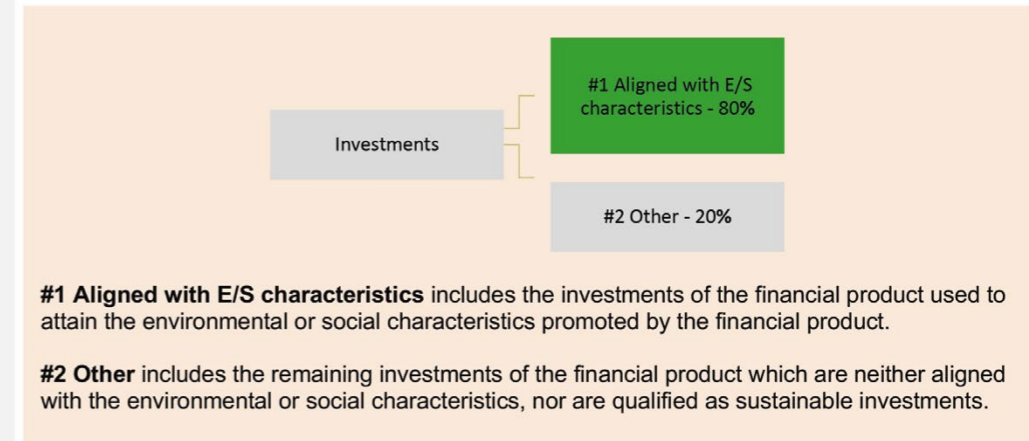 #1 Aligned with E/S
characteristics - 80%
Investments
#2 Other - 20%
#1 Aligned with E/S characteristics includes the investments of the financial product used to
attain the environmental or social characteristics promoted by the financial product.
#2 Other includes the remaining investments of the financial product which are neither aligned
with the environmental or social characteristics, nor are qualified as sustainable investments.